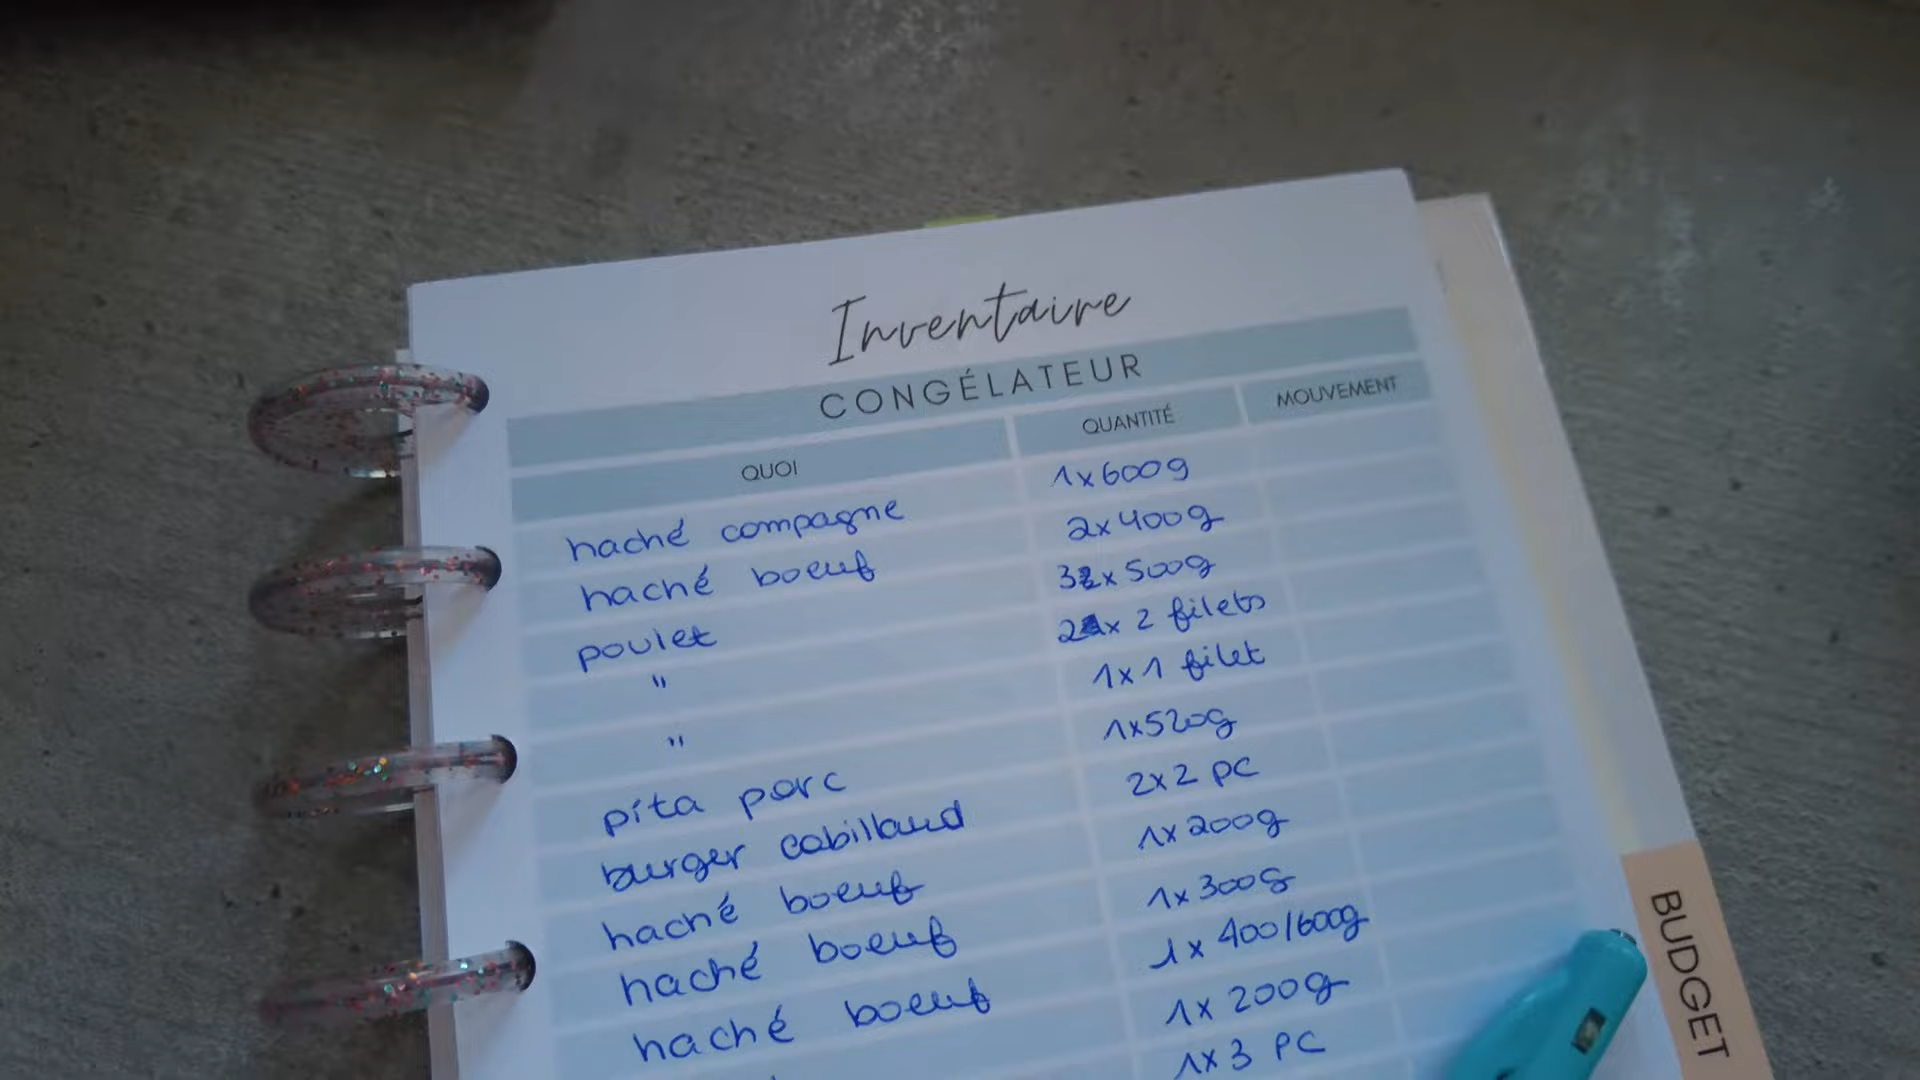 Inventaire
CONGÉLATEUR
QUOI QUANTITÉ MOUVEMENT
haché compagne 1x600g
haché boeuf 2x400g
poulet 3x500g
" 2x 2 filets
" 1x1 filet
pita porc 1x520g
burger cabillaud 2x2 PC
haché boeuf 1x200g
haché boeuf 1x300g
haché boeuf 1x 400/600g
1x 200g
1x3 PC
BUDGET